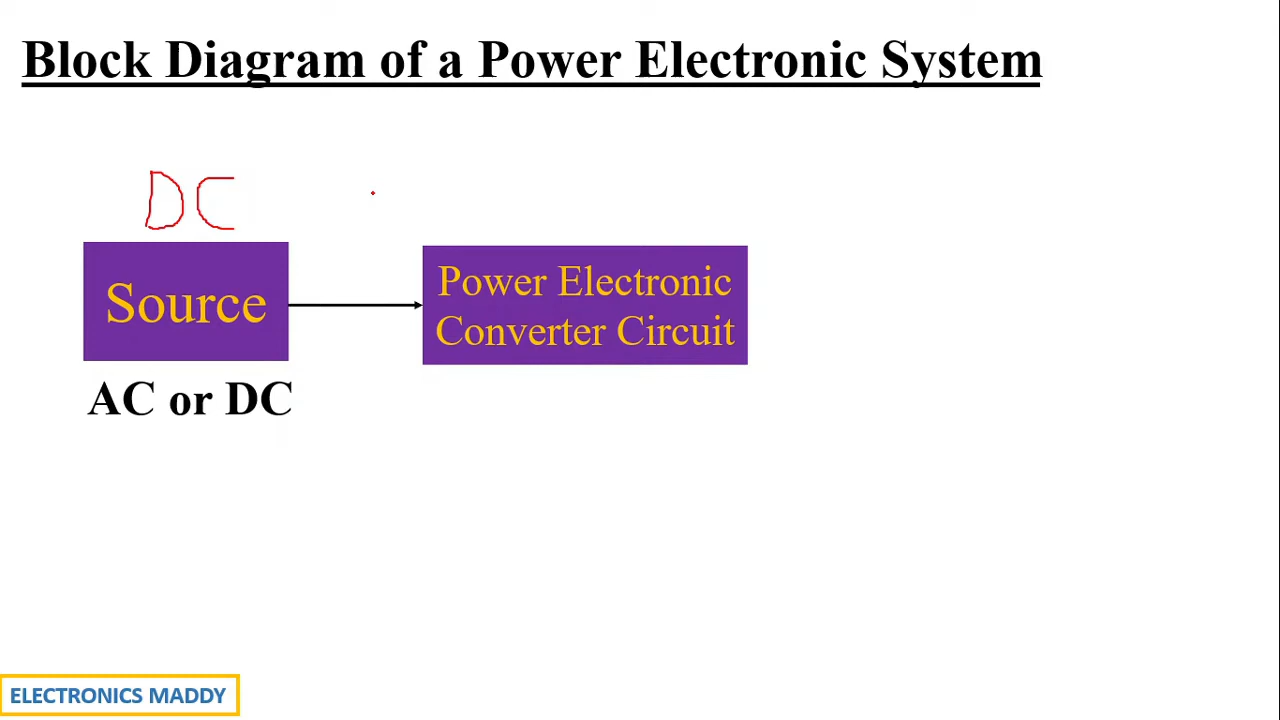 Block Diagram of a Power Electronic System
DC
Source
Power Electronic
Converter Circuit
AC or DC
ELECTRONICS MADDY